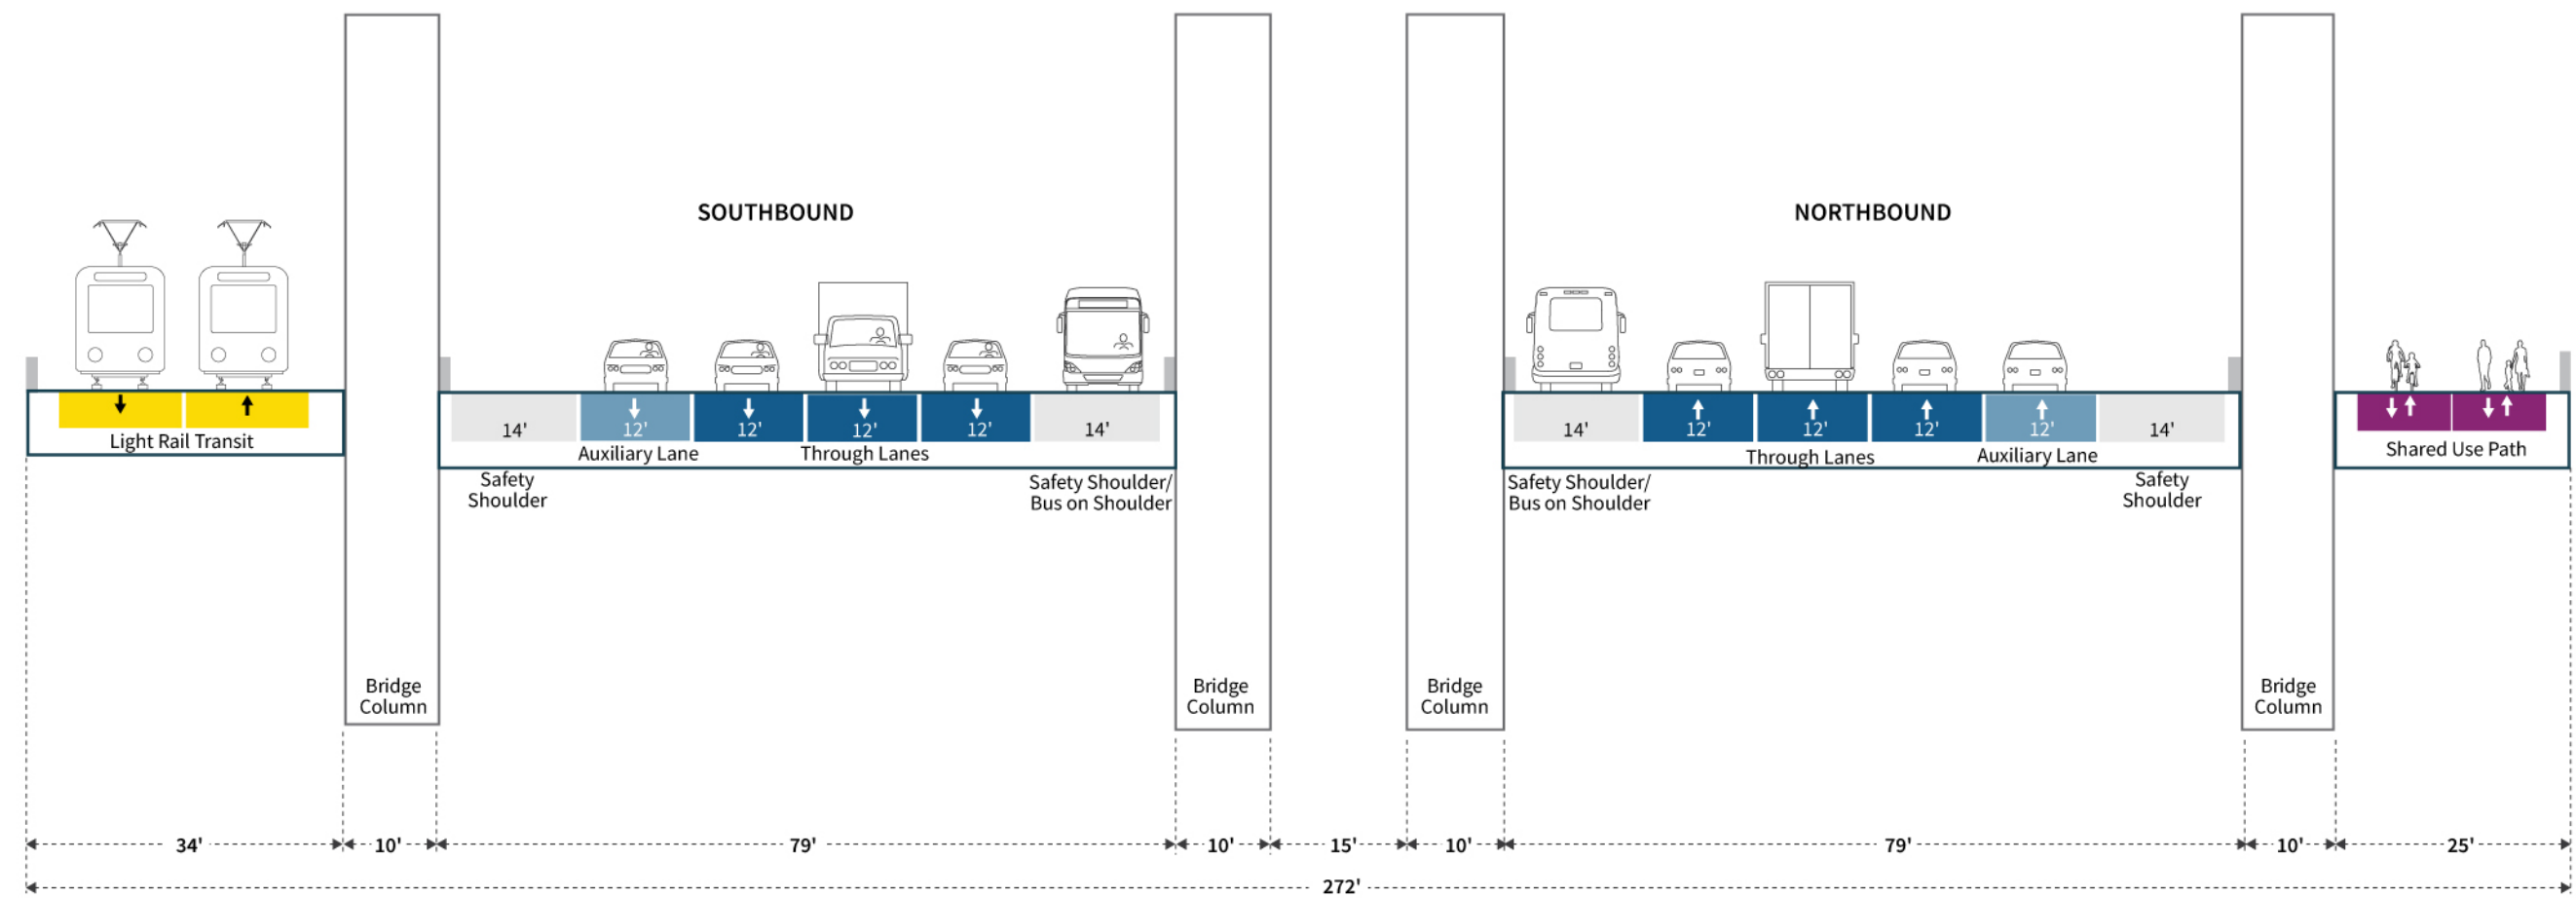 SOUTHBOUND
NORTHBOUND
Light Rail Transit
14'
12'
12'
12'
12'
14'
Auxiliary Lane
Through Lanes
Safety
Shoulder
Safety Shoulder/
Bus on Shoulder
14'
12'
12'
12'
12'
14'
Through Lanes
Auxiliary Lane
Safety Shoulder/
Bus on Shoulder
Safety
Shoulder
Shared Use Path
Bridge
Column
Bridge
Column
Bridge
Column
Bridge
Column
34'
10'
79'
10'
15'
10'
79'
10'
25'
272'